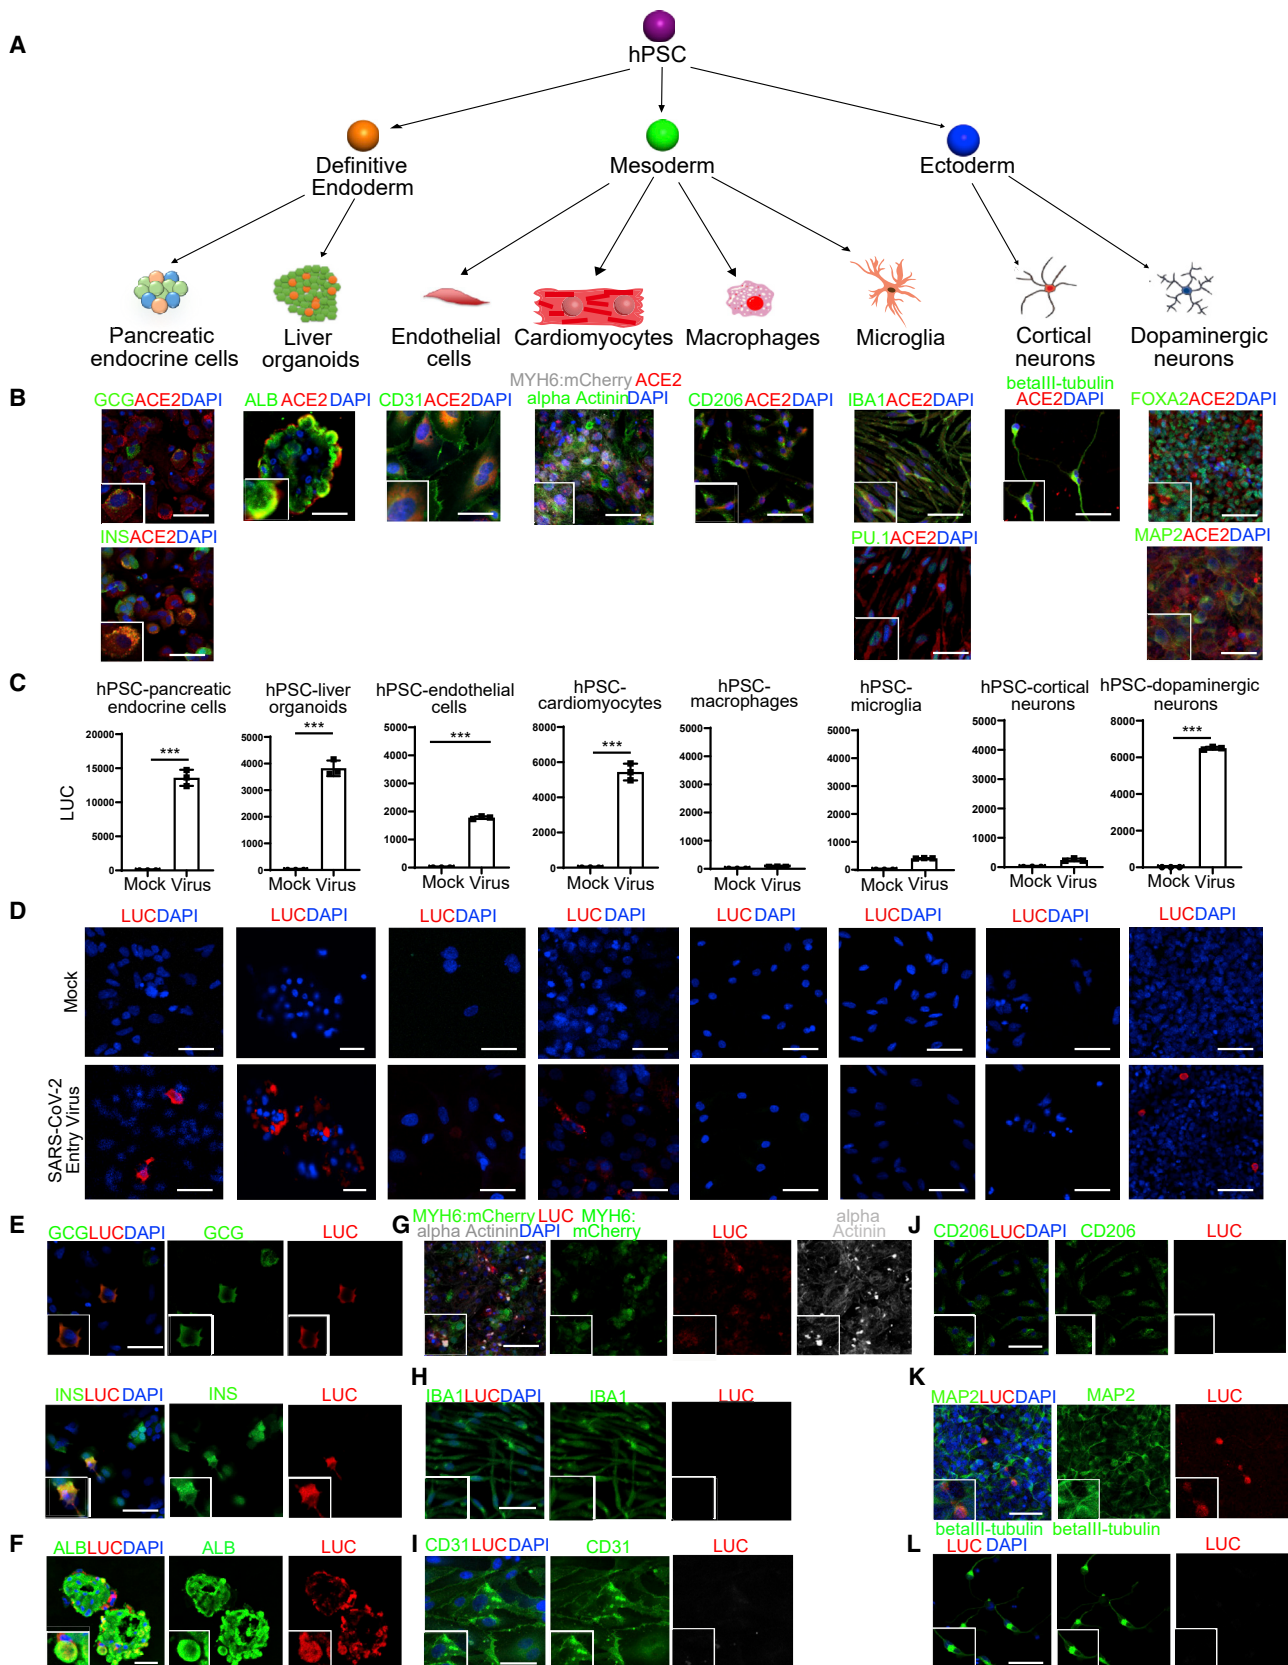 A
hPSC
Definitive
Endoderm
Mesoderm
Ectoderm
Pancreatic
endocrine cells
Liver
organoids
Endothelial
cells
Cardiomyocytes
Macrophages
Microglia
Cortical
neurons
Dopaminergic
neurons
B
GCGACE2DAPI
ALB ACE2 DAPI
CD31ACE2DAPI
MYH6:mCherry ACE2
alpha ActininDAPI
CD206ACE2DAPI
IBA1ACE2DAPI
betaIII-tubulin
ACE2DAPI
FOXA2ACE2DAPI
INSACE2DAPI
PU.1ACE2DAPI
MAP2ACE2DAPI
C
hPSC-pancreatic
endocrine cells
hPSC-liver
organoids
hPSC-endothelial
cells
hPSC-
cardiomyocytes
hPSC-
macrophages
hPSC-
microglia
hPSC-cortical
neurons
hPSC-dopaminergic
neurons
LUC
20000
15000
10000
5000
0
***
Mock Virus
5000
4000
3000
2000
1000
0
***
Mock Virus
5000
4000
3000
2000
1000
0
***
Mock Virus
8000
6000
4000
2000
0
***
Mock Virus
5000
4000
3000
2000
1000
0
Mock Virus
5000
4000
3000
2000
1000
0
Mock Virus
5000
4000
3000
2000
1000
0
Mock Virus
8000
6000
4000
2000
0
***
Mock Virus
D
LUCDAPI
LUCDAPI
LUCDAPI
LUCDAPI
LUC DAPI
LUCDAPI
LUCDAPI
LUCDAPI
Mock
SARS-CoV-2
Entry Virus
E
GCGLUCDAPI
GCG
LUC
INSLUC DAPI
INS
LUC
F
ALBLUCDAPI
ALB
LUC
G
MYH6:mCherry LUC
alpha ActininDAPI
MYH6:
mCherry
LUC
alpha
Actinin
H
IBA1LUCDAPI
IBA1
LUC
I
CD31LUCDAPI
CD31
LUC
J
CD206LUCDAPI
CD206
LUC
K
MAP2LUCDAPI
MAP2
LUC
L
betaIII-tubulin
LUC DAPI
betaIII-tubulin
LUC